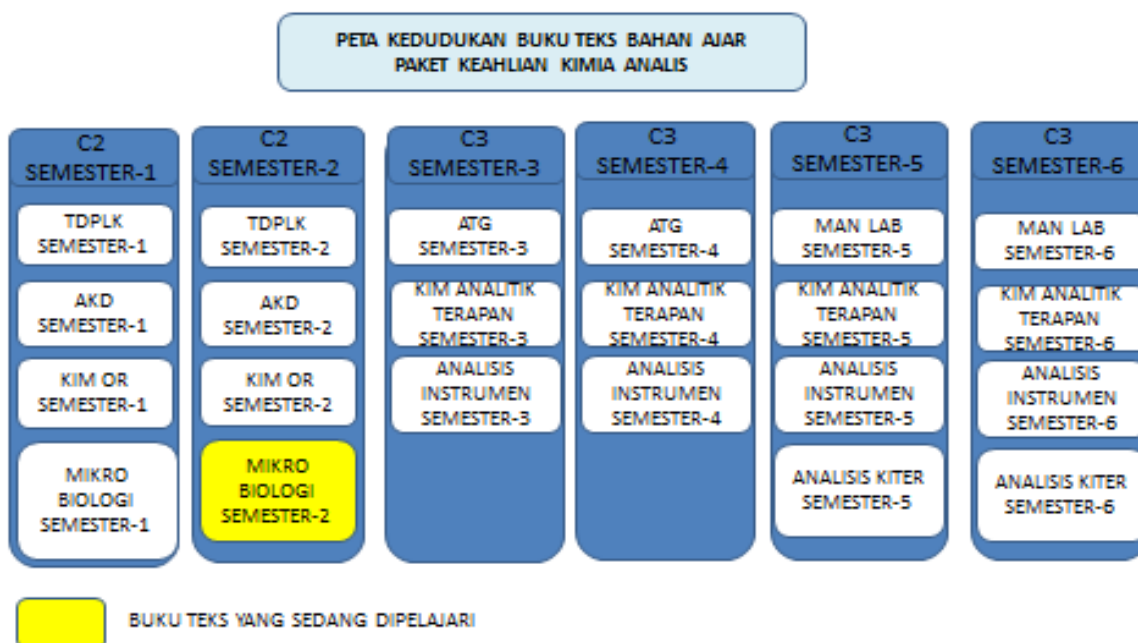 PETA KEDUDUKAN BUKU TEKS BAHAN AJAR
PAKET KEAHLIAN KIMIA ANALIS
C2
SEMESTER-1
TDPLK
SEMESTER-1
AKD
SEMESTER-1
KIM OR
SEMESTER-1
MIKRO
BIOLOGI
SEMESTER-1
C2
SEMESTER-2
TDPLK
SEMESTER-2
AKD
SEMESTER-2
KIM OR
SEMESTER-2
MIKRO
BIOLOGI
SEMESTER-2
C3
SEMESTER-3
ATG
SEMESTER-3
KIM ANALITIK
TERAPAN
SEMESTER-3
ANALISIS
INSTRUMEN
SEMESTER-3
C3
SEMESTER-4
ATG
SEMESTER-4
KIM ANALITIK
TERAPAN
SEMESTER-4
ANALISIS
INSTRUMEN
SEMESTER-4
C3
SEMESTER-5
MAN LAB
SEMESTER-5
KIM ANALITIK
TERAPAN
SEMESTER-5
ANALISIS
INSTRUMEN
SEMESTER-5
ANALISIS KITER
SEMESTER-5
C3
SEMESTER-6
MAN LAB
SEMESTER-6
KIM ANALITIK
TERAPAN
SEMESTER-6
ANALISIS
INSTRUMEN
SEMESTER-6
ANALISIS KITER
SEMESTER-6
BUKU TEKS YANG SEDANG DIPELAJARI